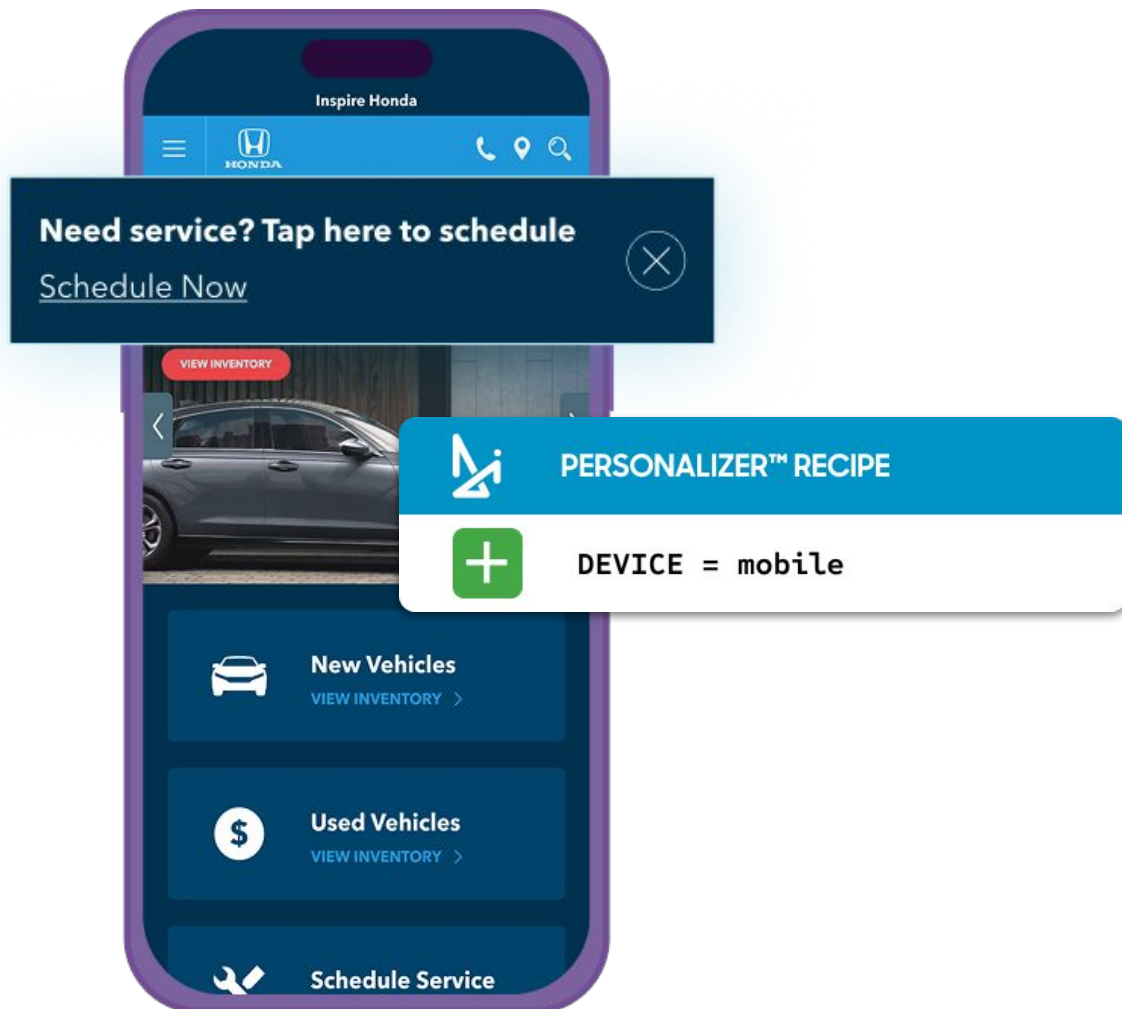 Inspire Honda
HONDA
Need service? Tap here to schedule
Schedule Now
VIEW INVENTORY
PERSONALIZER™ RECIPE
DEVICE = mobile
New Vehicles
VIEW INVENTORY
Used Vehicles
VIEW INVENTORY
Schedule Service